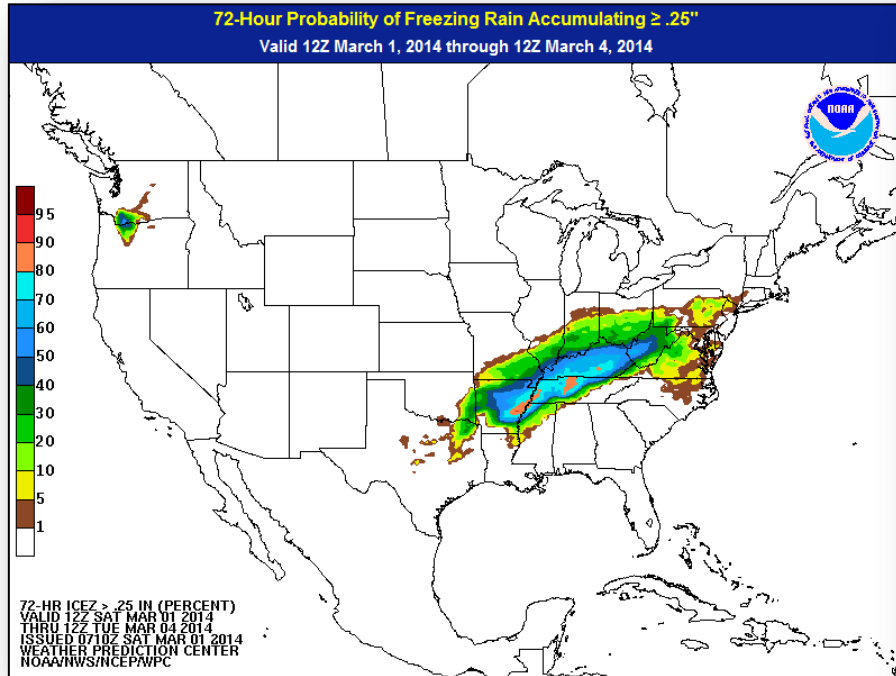 72-Hour Probability of Freezing Rain Accumulating ≥ .25"
Valid 12Z March 1, 2014 through 12Z March 4, 2014
NOAA
95
90
80
70
60
50
40
30
20
10
5
1
72-HR ICEZ > .25 IN (PERCENT)
VALID 12Z SAT MAR 01 2014
THRU 12Z TUE MAR 04 2014
ISSUED 0710Z SAT MAR 01 2014
WEATHER PREDICTION CENTER
NOAA/NWS/NCEP/WPC